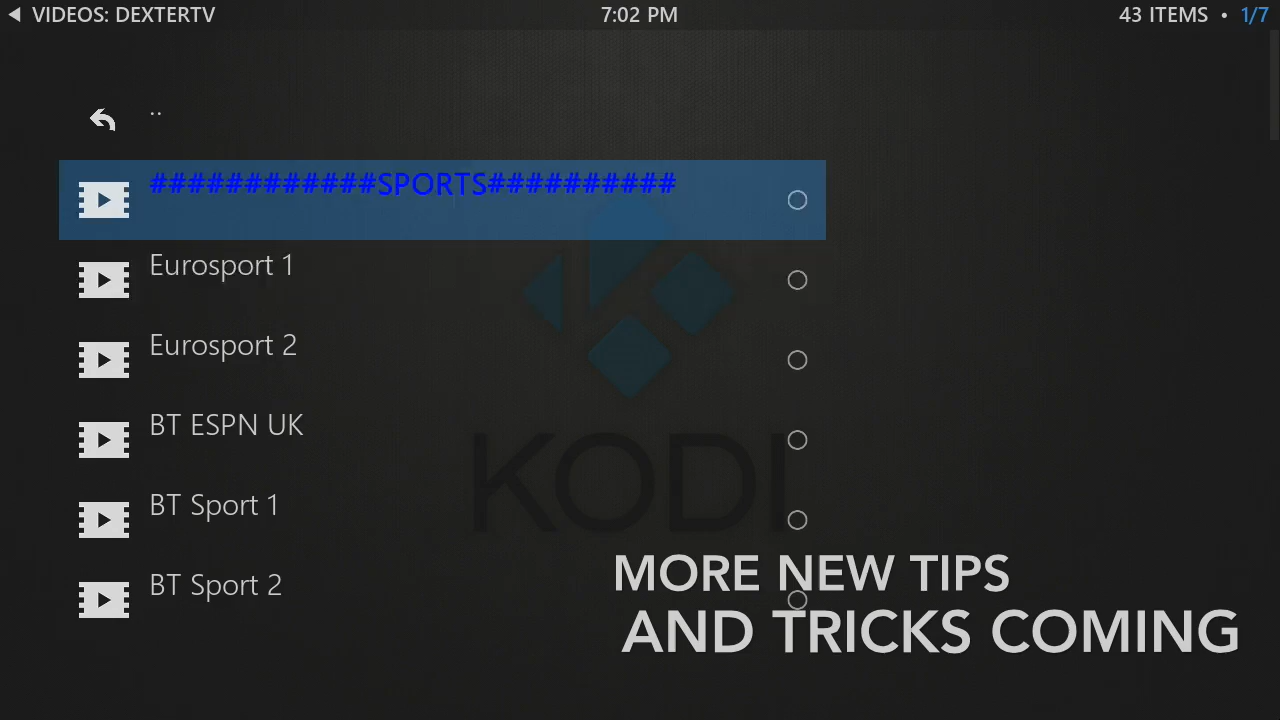 VIDEOS: DEXTERTV
7:02 PM
43 ITEMS • 1/7
..
############SPORTS##########
Eurosport 1
Eurosport 2
BT ESPN UK
BT Sport 1
BT Sport 2
KODI
MORE NEW TIPS
AND TRICKS COMING